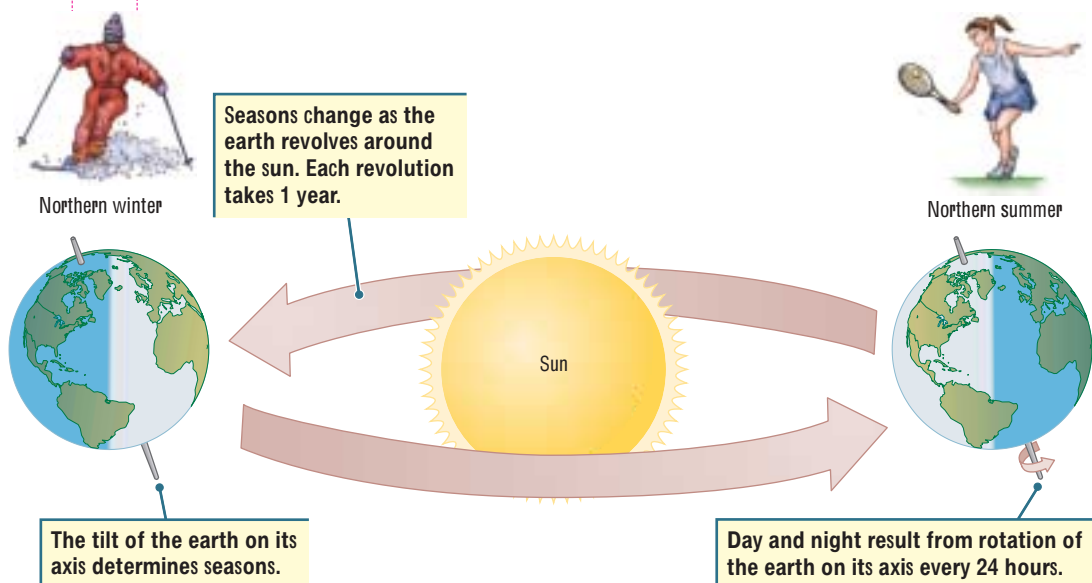 Northern winter
Seasons change as the
earth revolves around
the sun. Each revolution
takes 1 year.
Northern summer
Sun
The tilt of the earth on its
axis determines seasons.
Day and night result from rotation of
the earth on its axis every 24 hours.